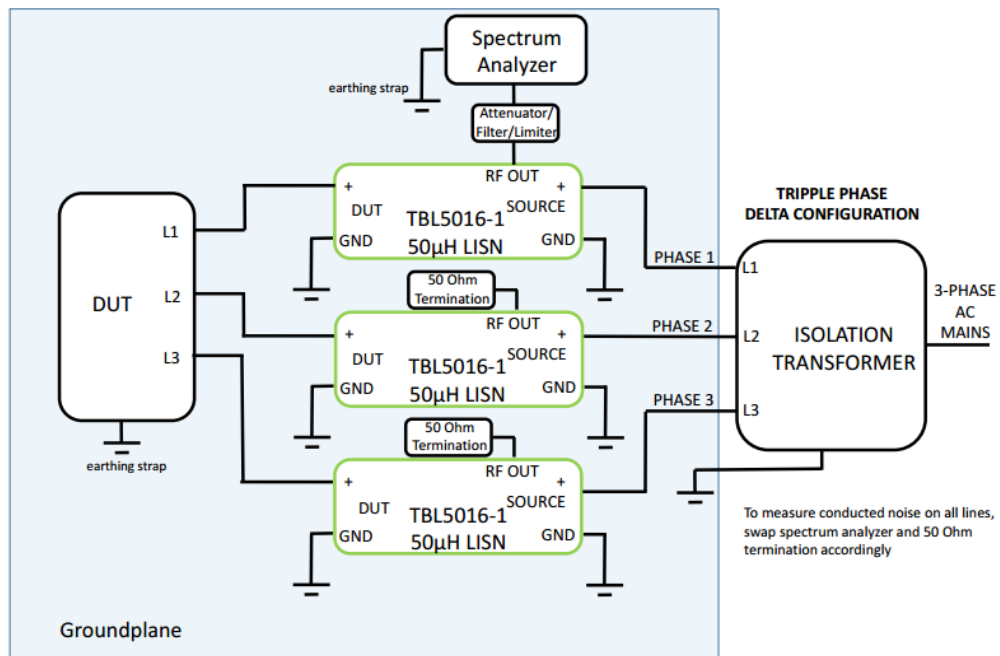 Spectrum
Analyzer
earthing strap
Attenuator/
Filter/Limiter
RF OUT
+
+
DUT
SOURCE
TBL5016-1
GND
GND
50µH LISN
L1
L2
L3
DUT
earthing strap
50 Ohm
Termination
RF OUT
+
+
DUT
SOURCE
TBL5016-1
GND
GND
50µH LISN
50 Ohm
Termination
RF OUT
+
+
DUT
SOURCE
TBL5016-1
GND
GND
50µH LISN
PHASE 1
PHASE 2
PHASE 3
TRIPPLE PHASE
DELTA CONFIGURATION
L1
L2
L3
ISOLATION
TRANSFORMER
3-PHASE
AC
MAINS
To measure conducted noise on all lines,
swap spectrum analyzer and 50 Ohm
termination accordingly
Groundplane